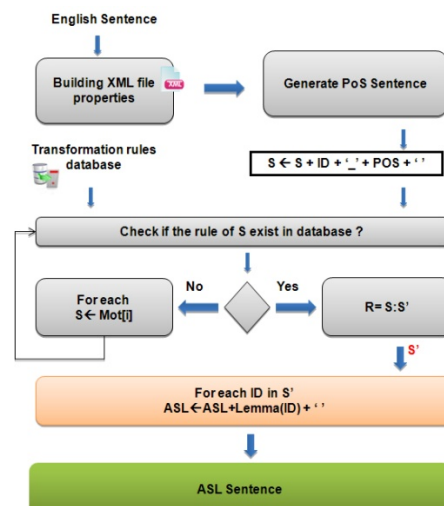 English Sentence
Building XML file
properties
XML
Generate PoS Sentence
Transformation rules
database
S ← S + ID + ‘_’ + POS + ‘ ’
Check if the rule of S exist in database ?
For each
S ← Mot[i]
No
Yes
R= S:S’
S’
For each ID in S’
ASL←ASL+Lemma(ID) + ‘ ’
ASL Sentence